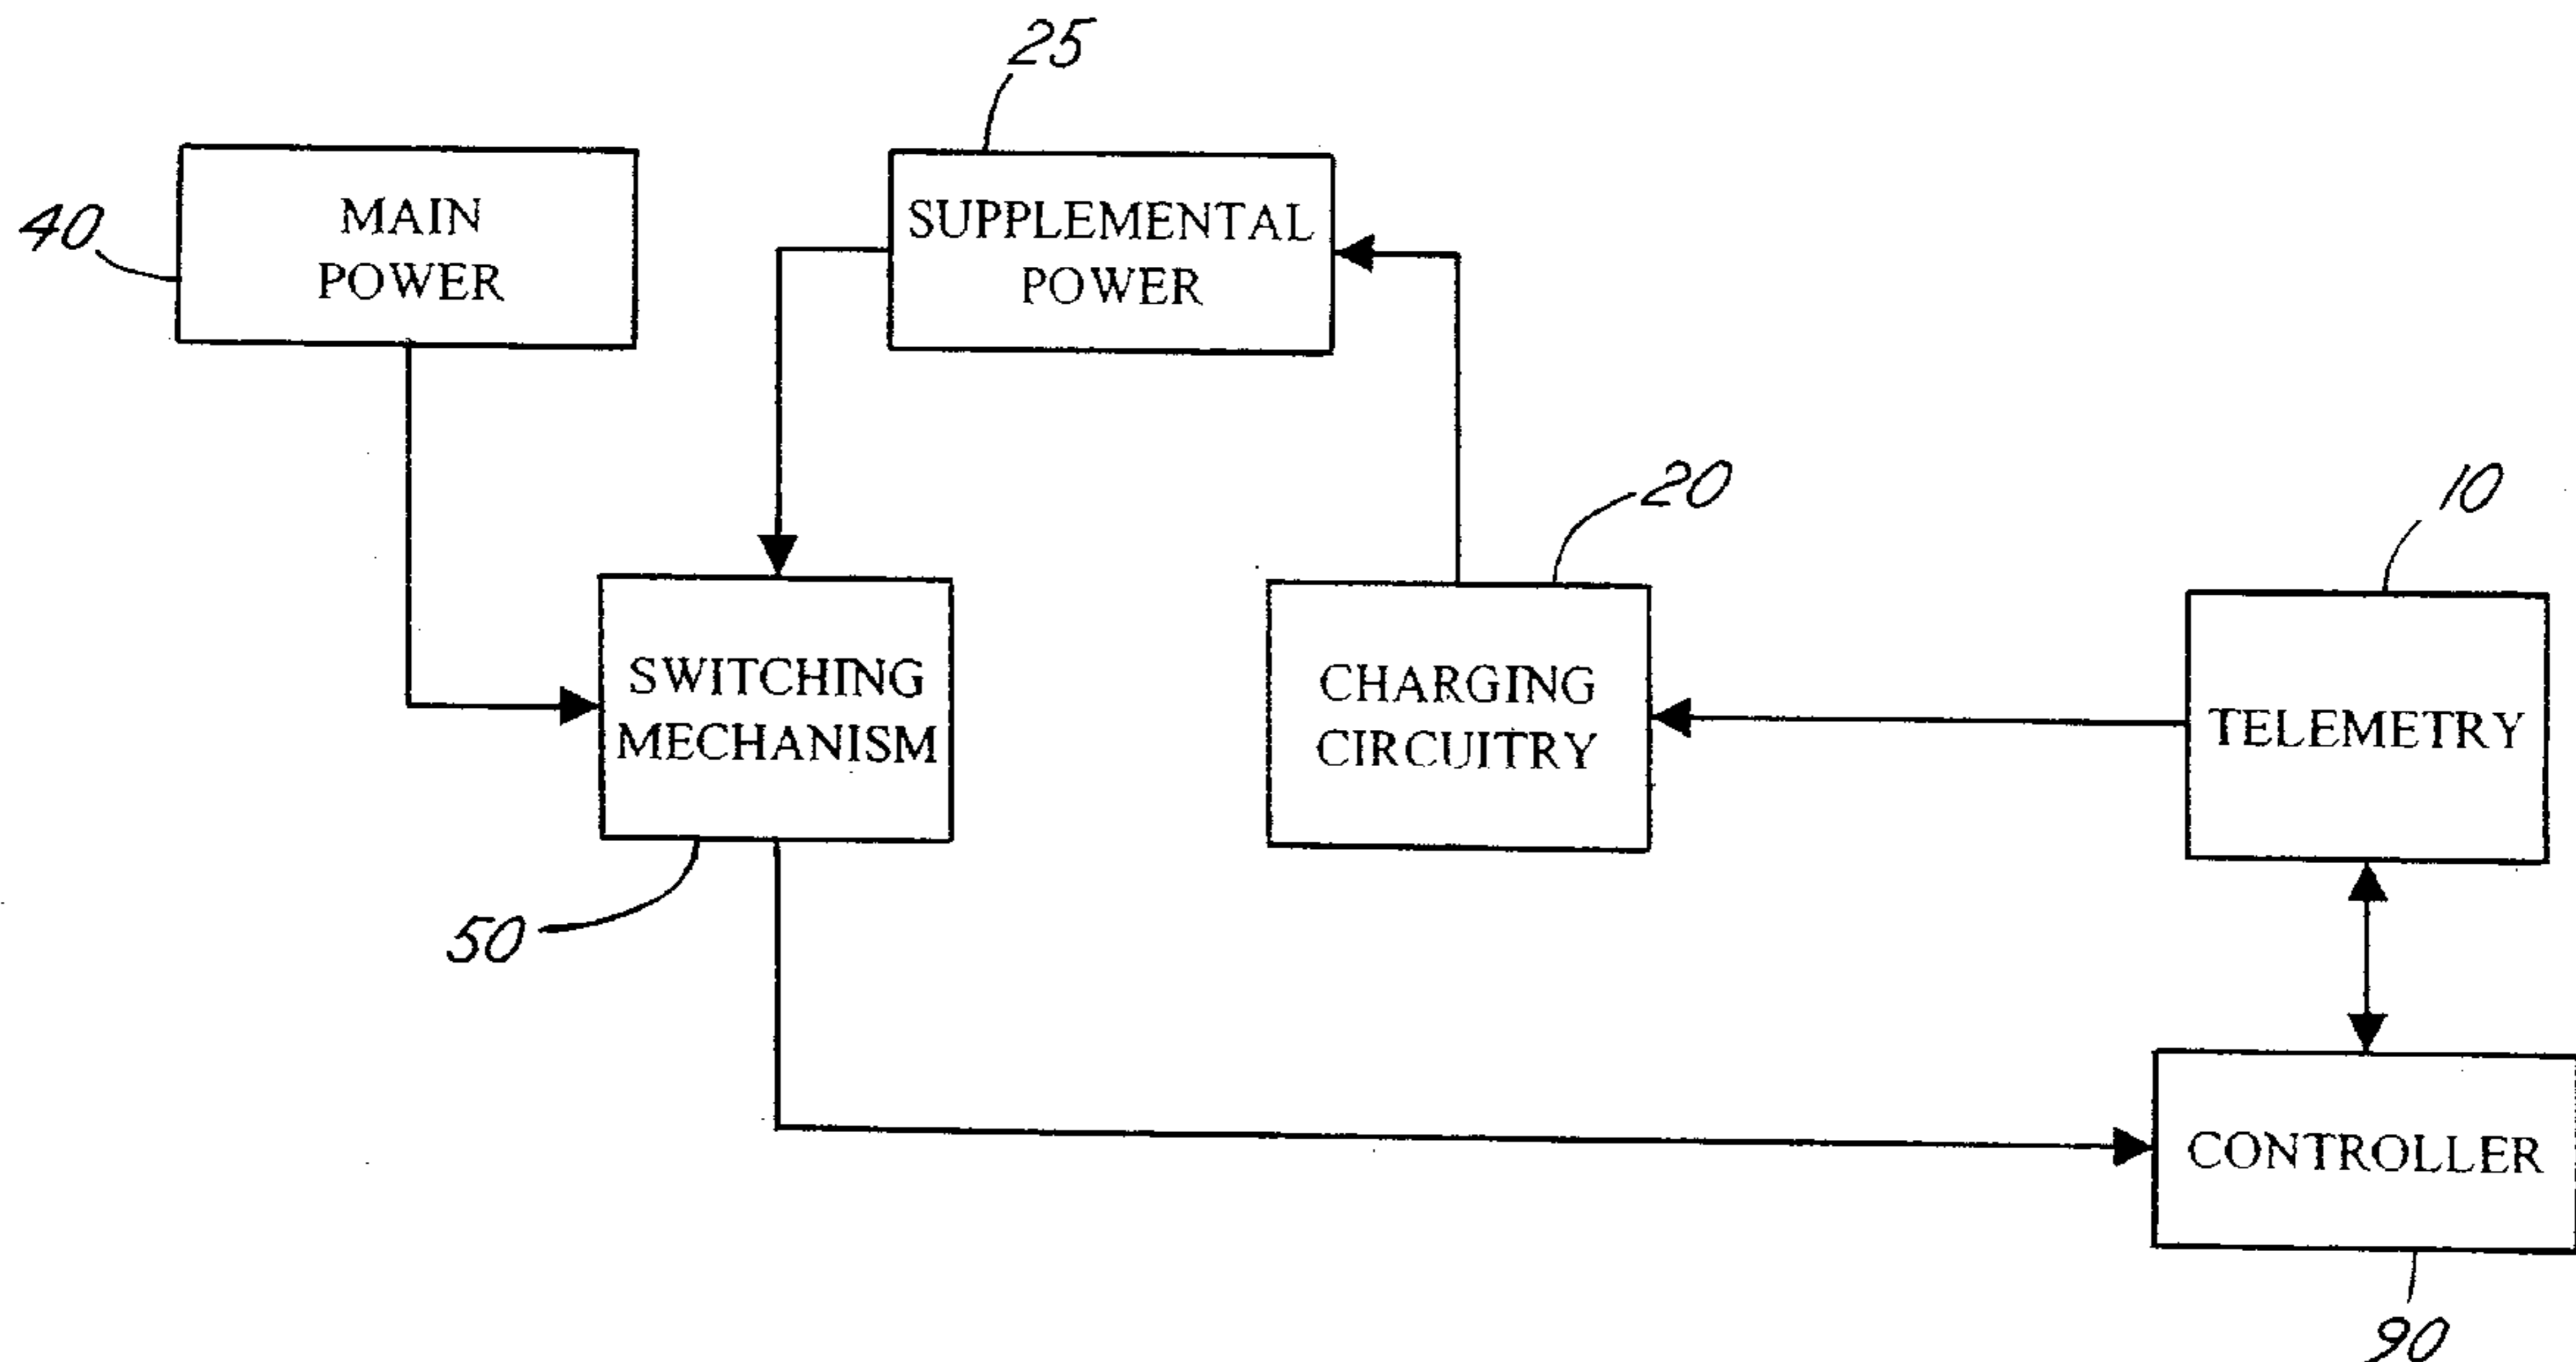 25
40
MAIN
POWER
SUPPLEMENTAL
POWER
20
10
SWITCHING
MECHANISM
CHARGING
CIRCUITRY
TELEMETRY
50
CONTROLLER
90